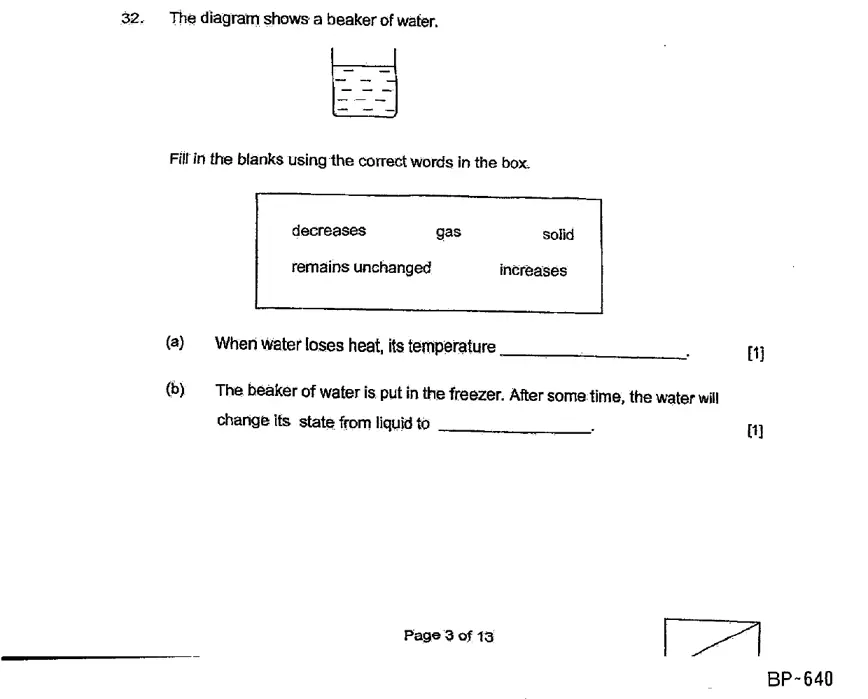 32. The diagram shows a beaker of water.
Fill in the blanks using the correct words in the box.
decreases gas solid
remains unchanged increases
(a) When water loses heat, its temperature ____________________. [1]
(b) The beaker of water is put in the freezer. After some time, the water will
change its state from liquid to ________________. [1]
Page 3 of 13
BP-640